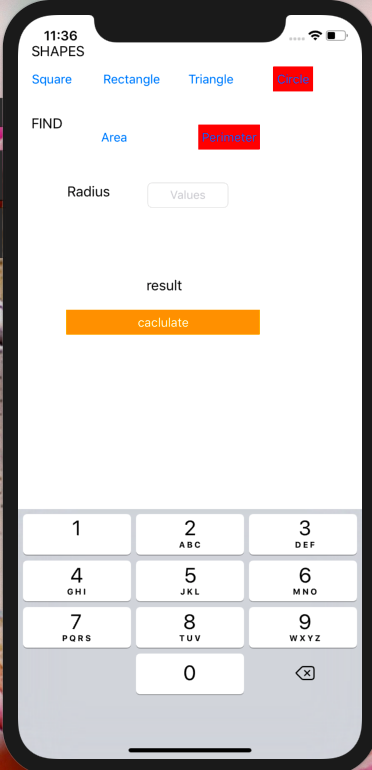 11:36
SHAPES
Square Rectangle Triangle Circle
FIND
Area Perimeter
Radius Values
result
caclulate
1 2 3
ABC DEF
4 5 6
GHI JKL MNO
7 8 9
PQRS TUV WXYZ
0